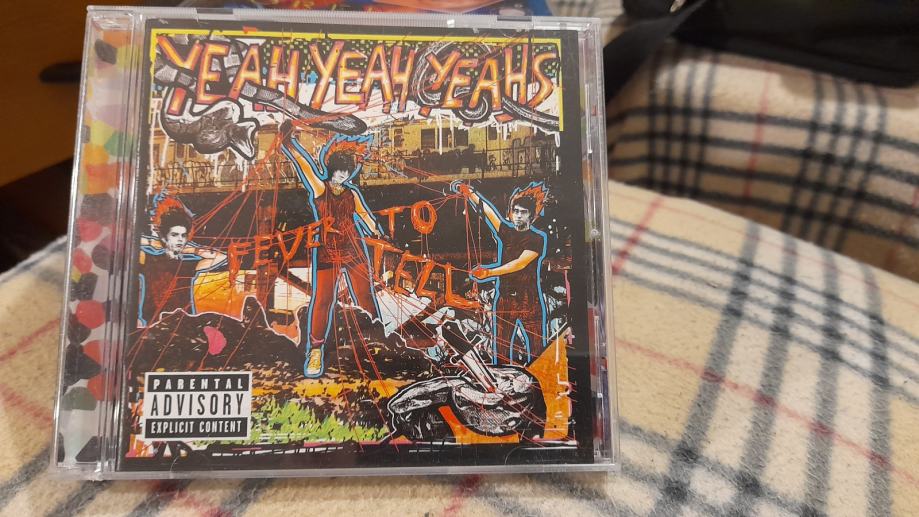 YEAH YEAH YEAHS
FEVER TO
TELL
PARENTAL
ADVISORY
EXPLICIT CONTENT